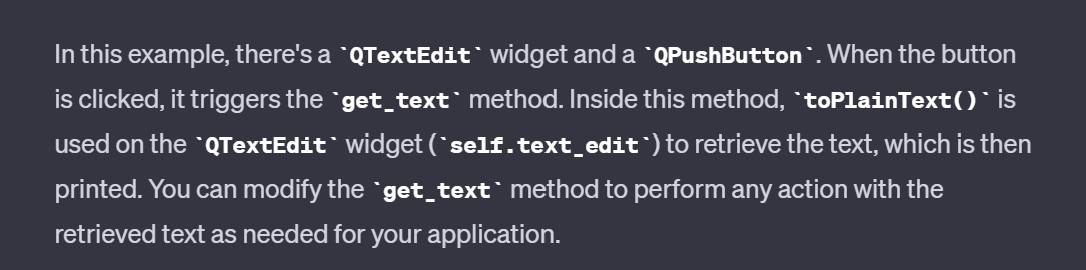 In this example, there's a `QTextEdit` widget and a `QPushButton`. When the button
is clicked, it triggers the `get_text` method. Inside this method, `toPlainText()` is
used on the `QTextEdit` widget (`self.text_edit`) to retrieve the text, which is then
printed. You can modify the `get_text` method to perform any action with the
retrieved text as needed for your application.